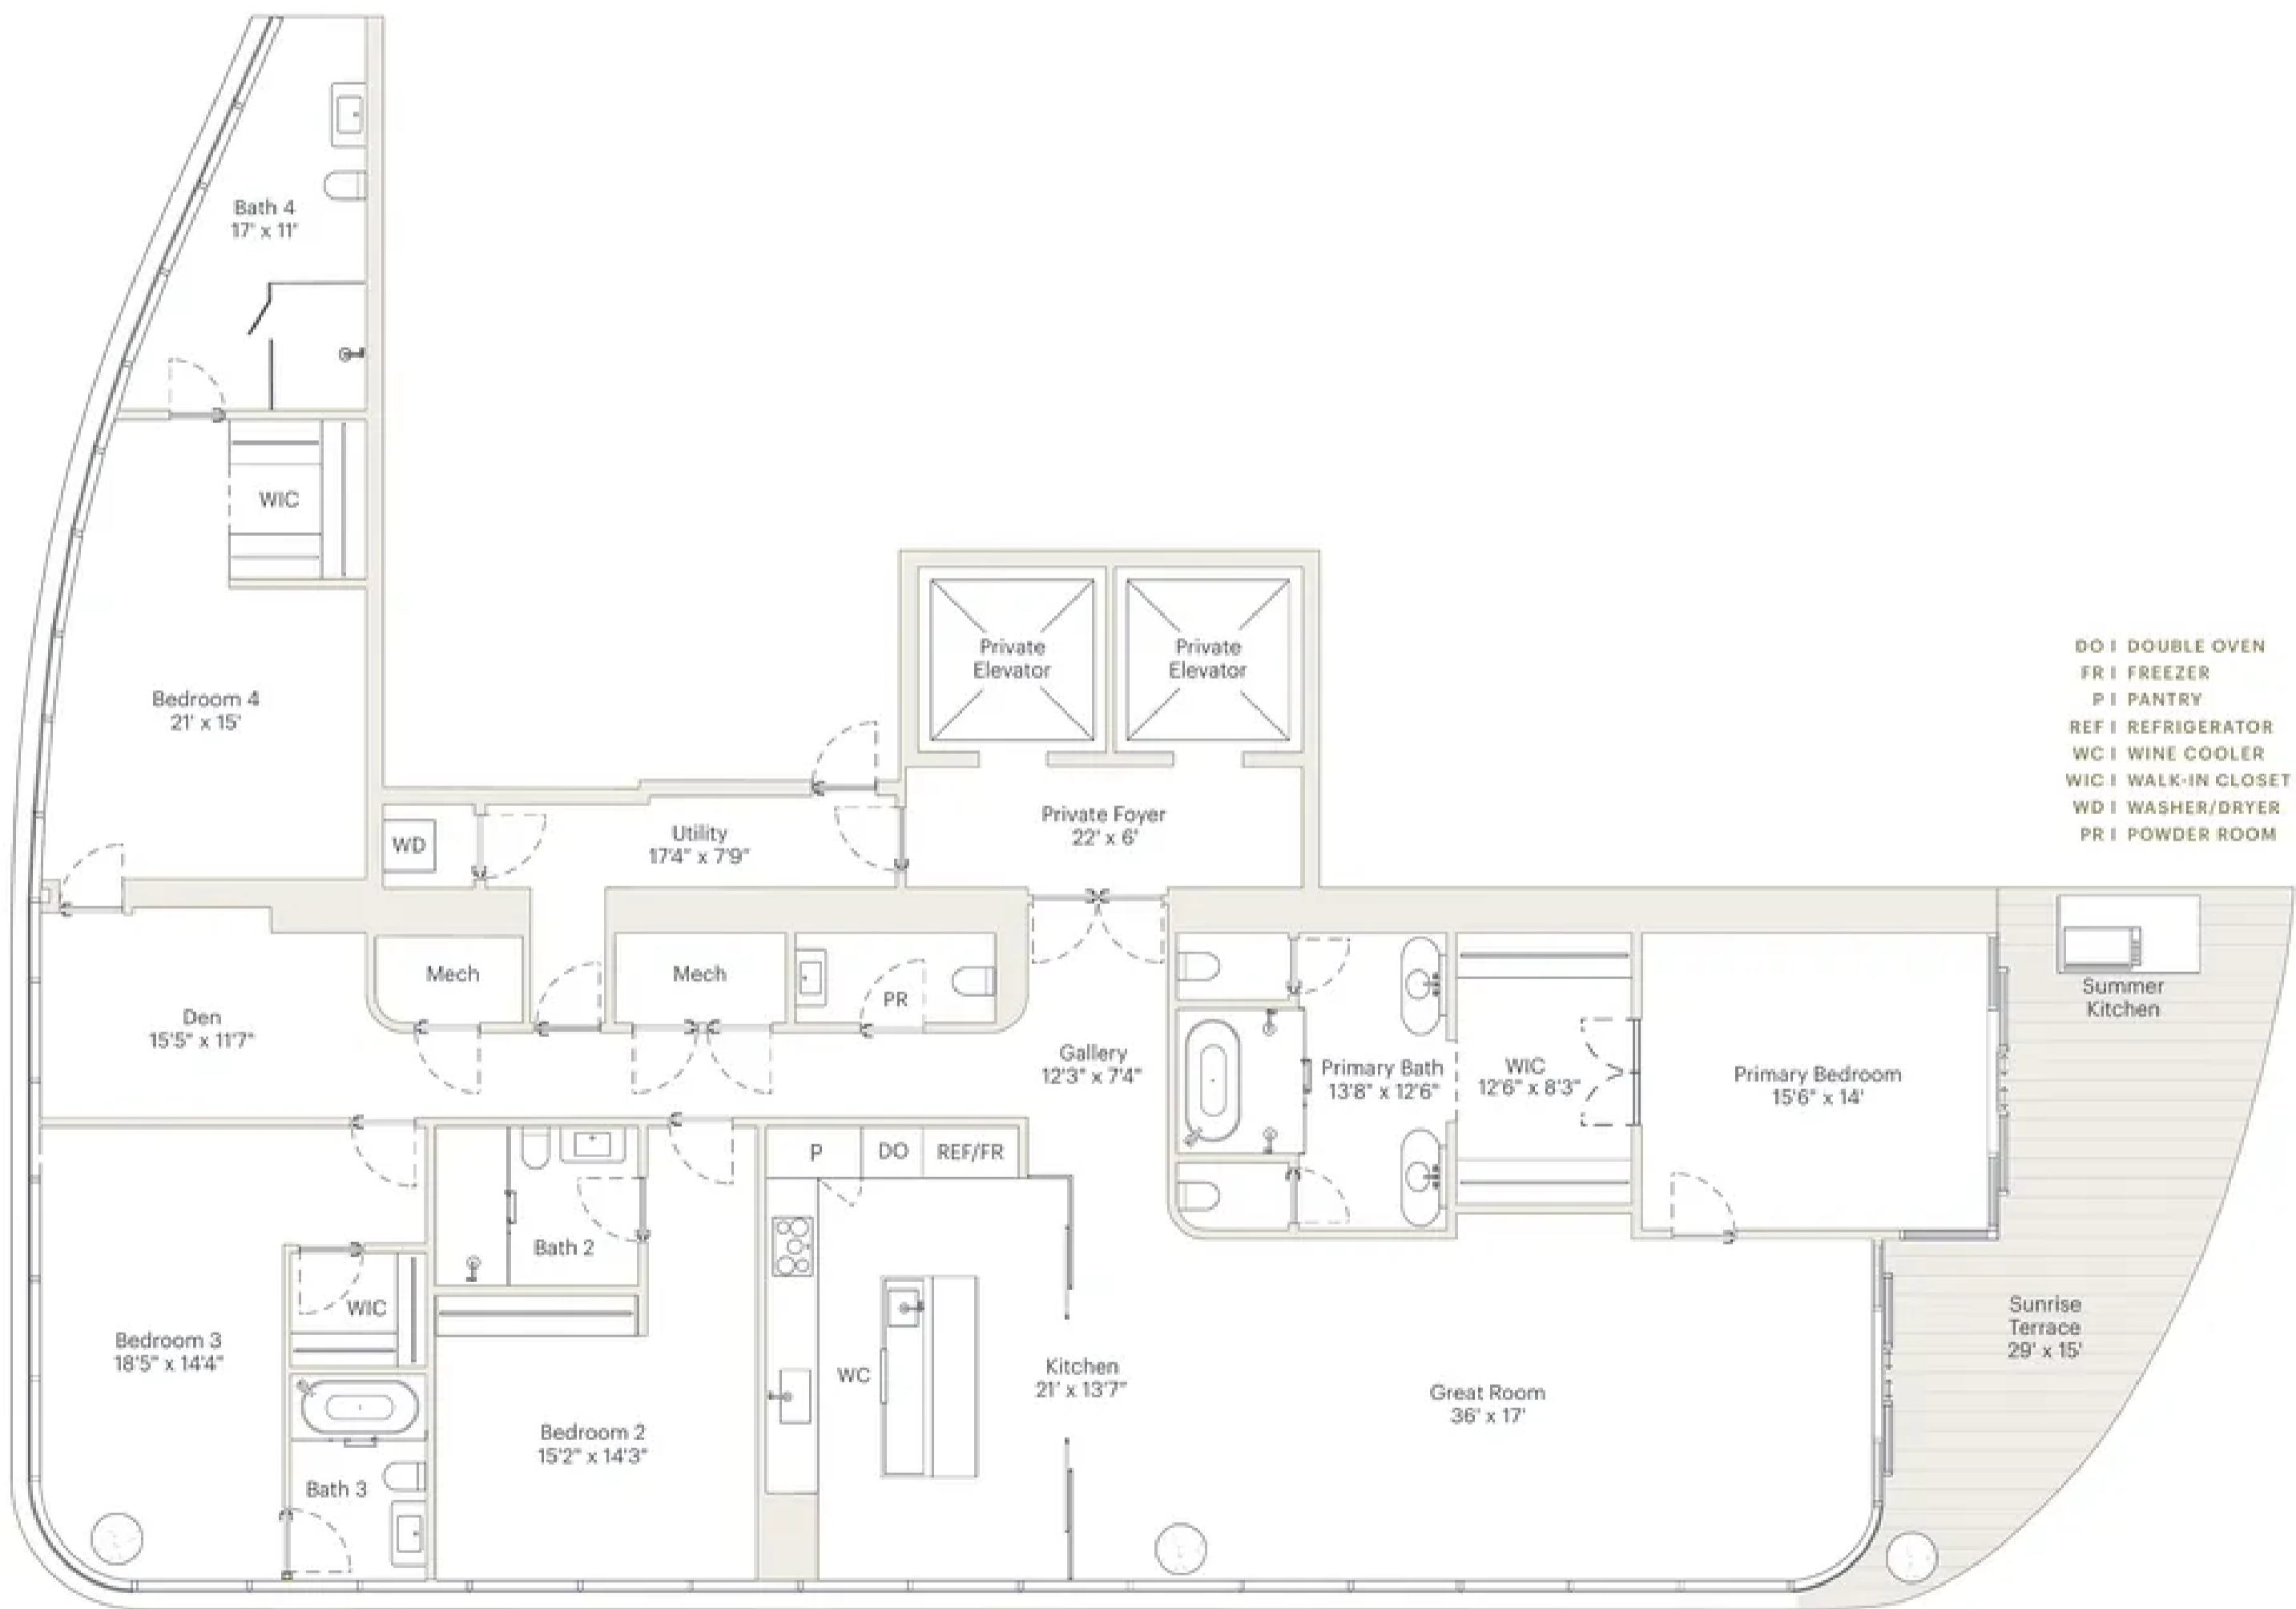 Bath 4
17' x 11'
WIC
Bedroom 4
21' x 15'
Private
Elevator
Private
Elevator
DO | DOUBLE OVEN
FR | FREEZER
P | PANTRY
REF | REFRIGERATOR
WC | WINE COOLER
WIC | WALK-IN CLOSET
WD | WASHER/DRYER
PR | POWDER ROOM
WD
Utility
17'4" x 7'9"
Private Foyer
22' x 6'
Mech
Mech
PR
Den
15'5" x 11'7"
Gallery
12'3" x 7'4"
Primary Bath
13'8" x 12'6"
WIC
12'6" x 8'3"
Primary Bedroom
15'6" x 14'
Summer
Kitchen
P
DO
REF/FR
Bath 2
WIC
Bedroom 3
18'5" x 14'4"
Bath 3
Bedroom 2
15'2" x 14'3"
WC
Kitchen
21' x 13'7"
Great Room
36' x 17'
Sunrise
Terrace
29' x 15'